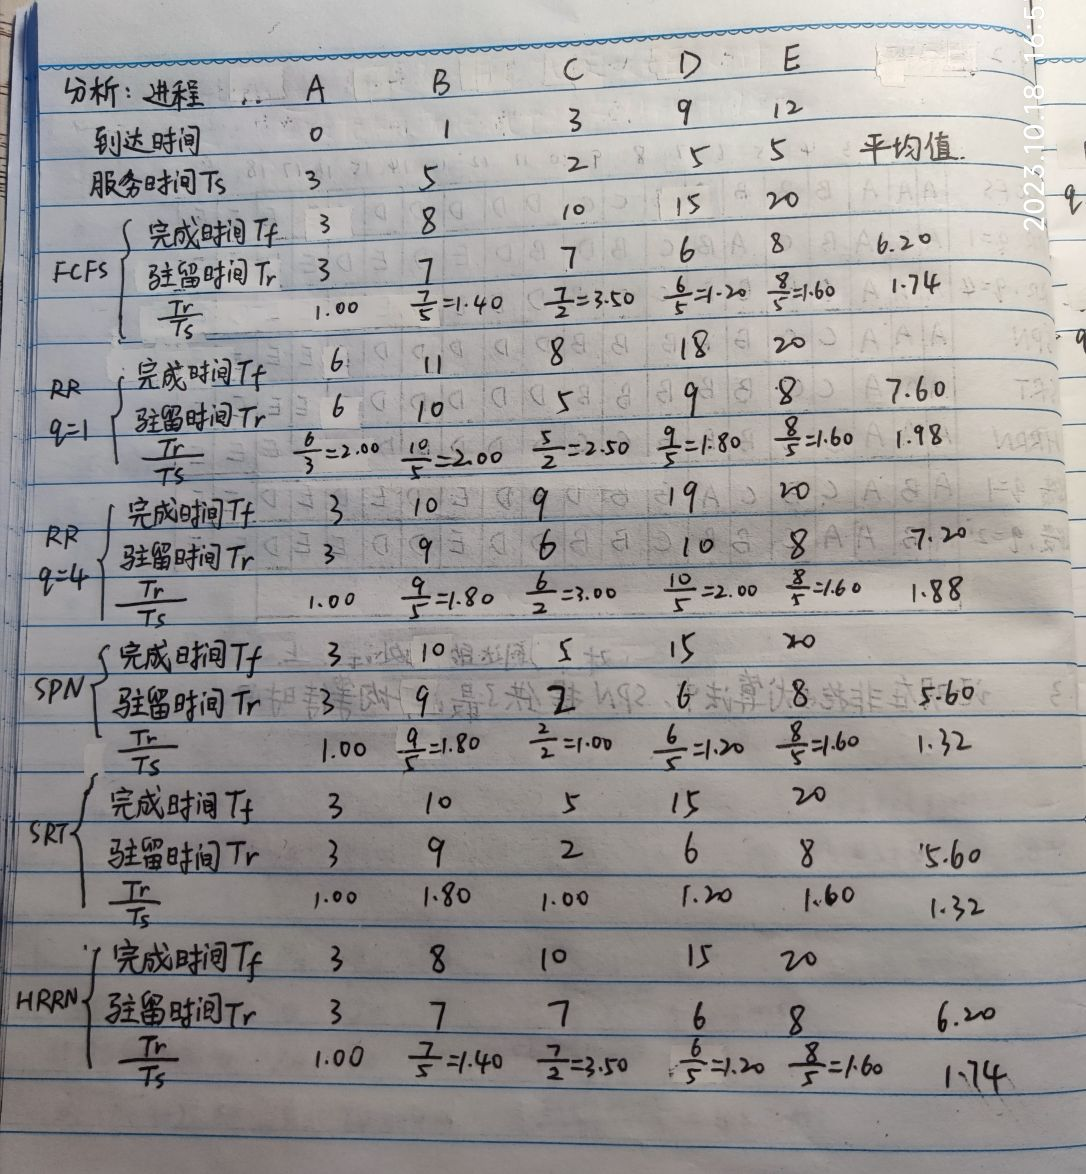 分析：进程 A B C D E
到达时间 0 1 3 9 12
服务时间Ts 3 5 2 5 5 平均值.
FCFS
完成时间Tf 3 8 10 15 20
驻留时间Tr 3 7 7 6 8 6.20
Tr/Ts 1.00 7/5=1.40 7/2=3.50 6/5=1.20 8/5=1.60 1.74
RR q=1
完成时间Tf 6 11 8 18 20
驻留时间Tr 6 10 5 9 8 7.60
Tr/Ts 6/3=2.00 10/5=2.00 5/2=2.50 9/5=1.80 8/5=1.60 1.98
RR q=4
完成时间Tf 3 10 9 19 20
驻留时间Tr 3 9 6 10 8 7.20
Tr/Ts 1.00 9/5=1.80 6/2=3.00 10/5=2.00 8/5=1.60 1.88
SPN
完成时间Tf 3 10 5 15 20
驻留时间Tr 3 9 2 6 8 5.60
Tr/Ts 1.00 9/5=1.80 2/2=1.00 6/5=1.20 8/5=1.60 1.32
SRT
完成时间Tf 3 10 5 15 20
驻留时间Tr 3 9 2 6 8 5.60
Tr/Ts 1.00 1.80 1.00 1.20 1.60 1.32
HRRN
完成时间Tf 3 8 10 15 20
驻留时间Tr 3 7 7 6 8 6.20
Tr/Ts 1.00 7/5=1.40 7/2=3.50 6/5=1.20 8/5=1.60 1.74
2023.10.18 16:5